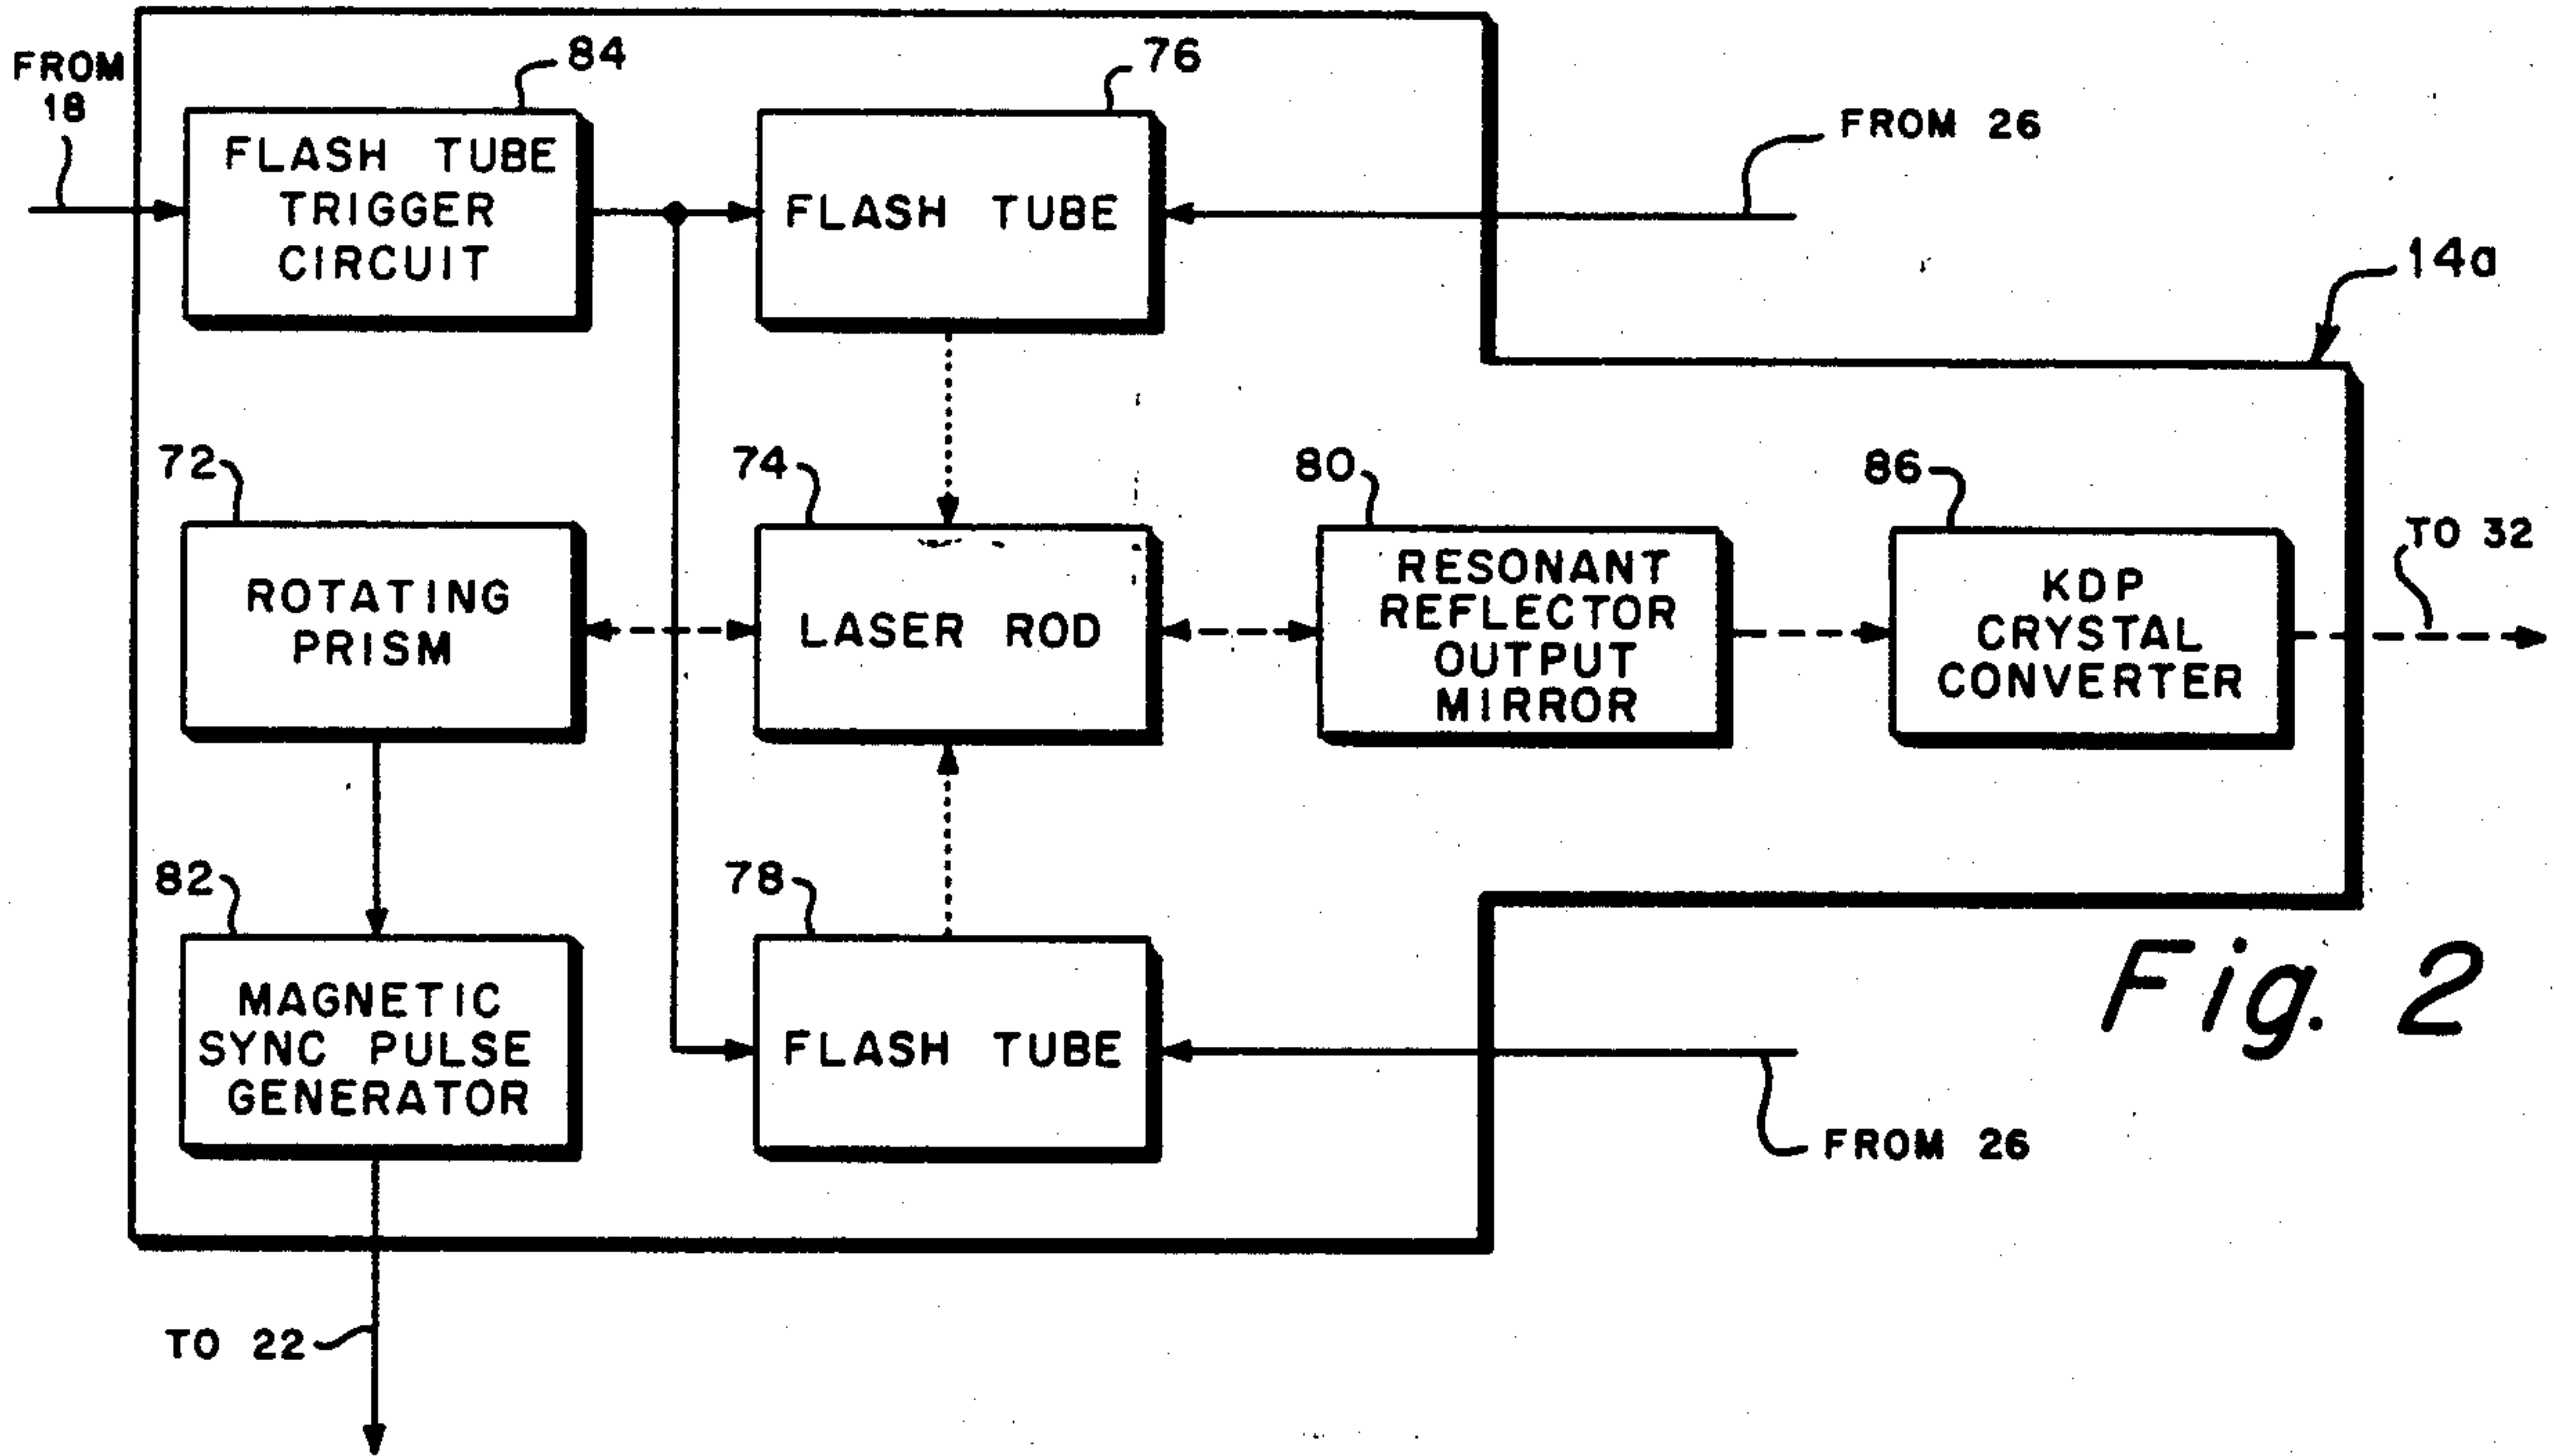 FROM
18
84
FLASH TUBE
TRIGGER
CIRCUIT
76
FLASH TUBE
FROM 26
14a
72
ROTATING
PRISM
74
LASER ROD
80
RESONANT
REFLECTOR
OUTPUT
MIRROR
86
KDP
CRYSTAL
CONVERTER
TO 32
82
MAGNETIC
SYNC PULSE
GENERATOR
78
FLASH TUBE
FROM 26
TO 22
Fig. 2